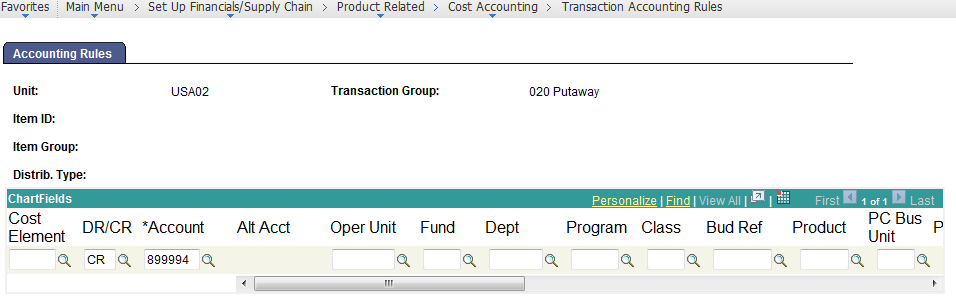 Favorites Main Menu > Set Up Financials/Supply Chain > Product Related > Cost Accounting > Transaction Accounting Rules
Accounting Rules
Unit: USA02 Transaction Group: 020 Putaway
Item ID:
Item Group:
Distrib. Type:
ChartFields Personalize | Find | View All | | First 1 of 1 Last
Cost Element DR/CR *Account Alt Acct Oper Unit Fund Dept Program Class Bud Ref Product PC Bus Unit P
CR 899994